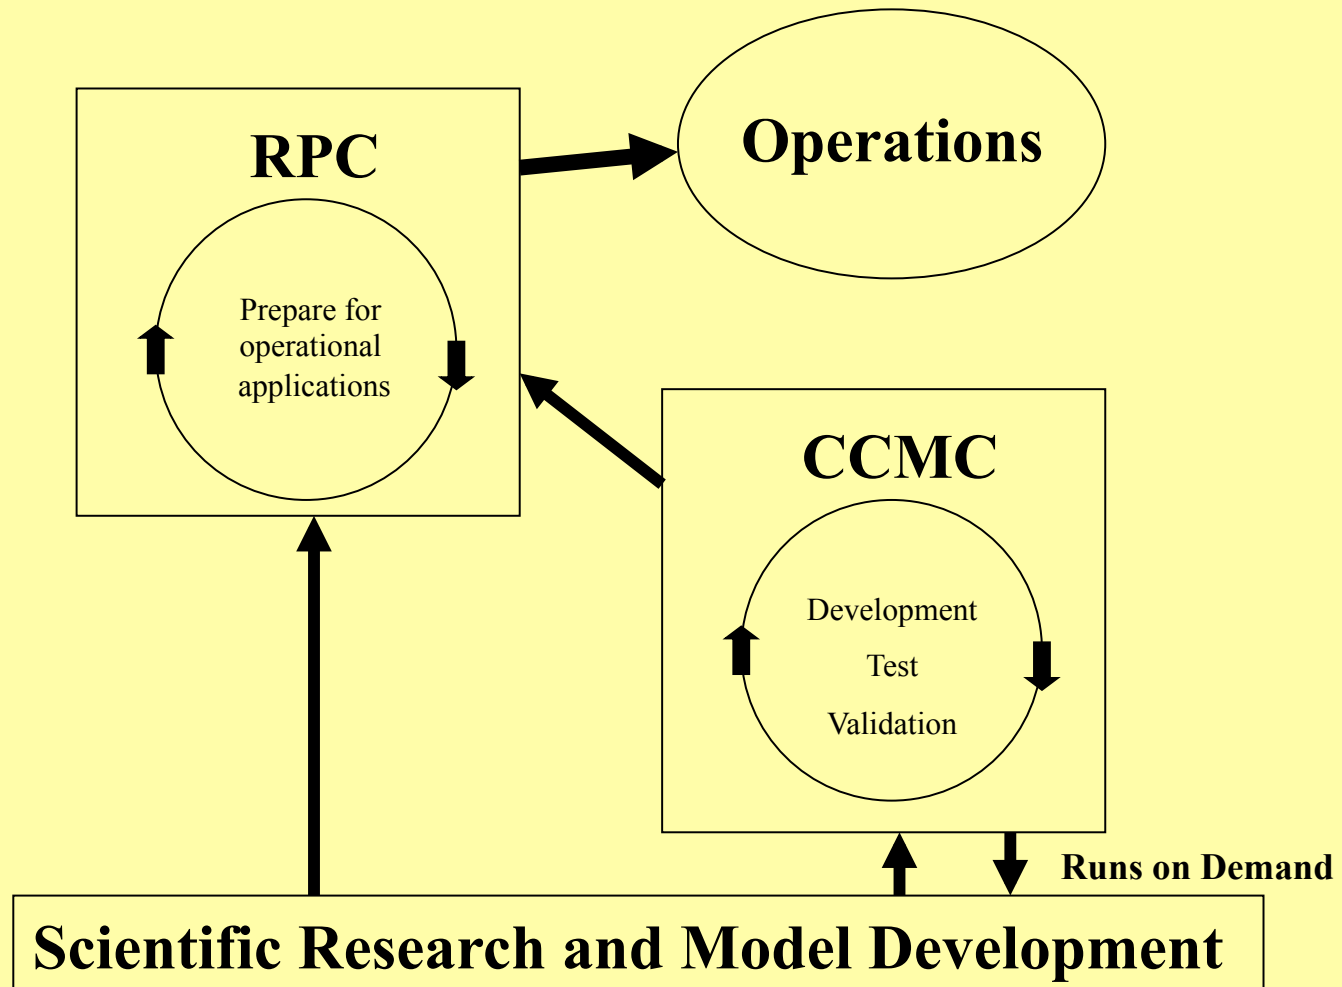 RPC
Prepare for
operational
applications
Operations
CCMC
Development
Test
Validation
Runs on Demand
Scientific Research and Model Development